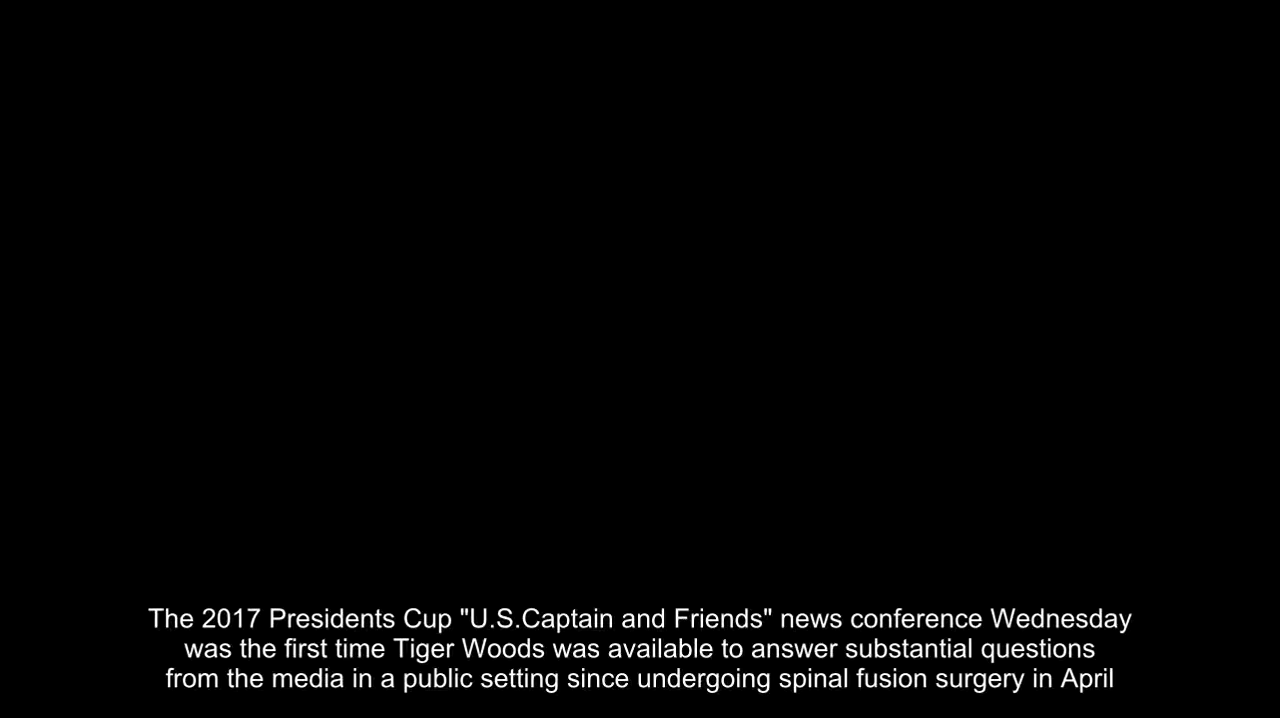 The 2017 Presidents Cup "U.S.Captain and Friends" news conference Wednesday
was the first time Tiger Woods was available to answer substantial questions
from the media in a public setting since undergoing spinal fusion surgery in April